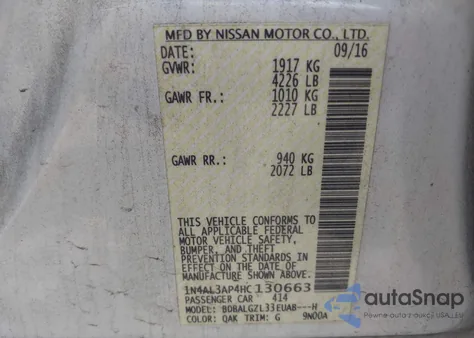 MFD BY NISSAN MOTOR CO., LTD.
DATE: 09/16
GVWR: 1917 KG
4226 LB
GAWR FR.: 1010 KG
2227 LB
GAWR RR.: 940 KG
2072 LB
THIS VEHICLE CONFORMS TO
ALL APPLICABLE FEDERAL
MOTOR VEHICLE SAFETY,
BUMPER, AND THEFT
PREVENTION STANDARDS
IN EFFECT ON THE DATE OF
MANUFACTURE SHOWN ABOVE.
1N4AL3AP4HC130663
PASSENGER CAR 414
MODEL: BDBALGZL33EUAB---H
COLOR: QAK TRIM: G 9N00A
autoSnap
Pewne auto z USA